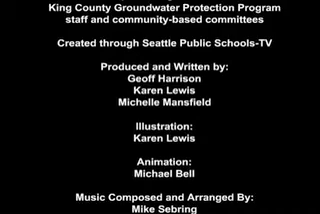 King County Groundwater Protection Program
staff and community-based committees
Created through Seattle Public Schools-TV
Produced and Written by:
Geoff Harrison
Karen Lewis
Michelle Mansfield
Illustration:
Karen Lewis
Animation:
Michael Bell
Music Composed and Arranged By:
Mike Sebring